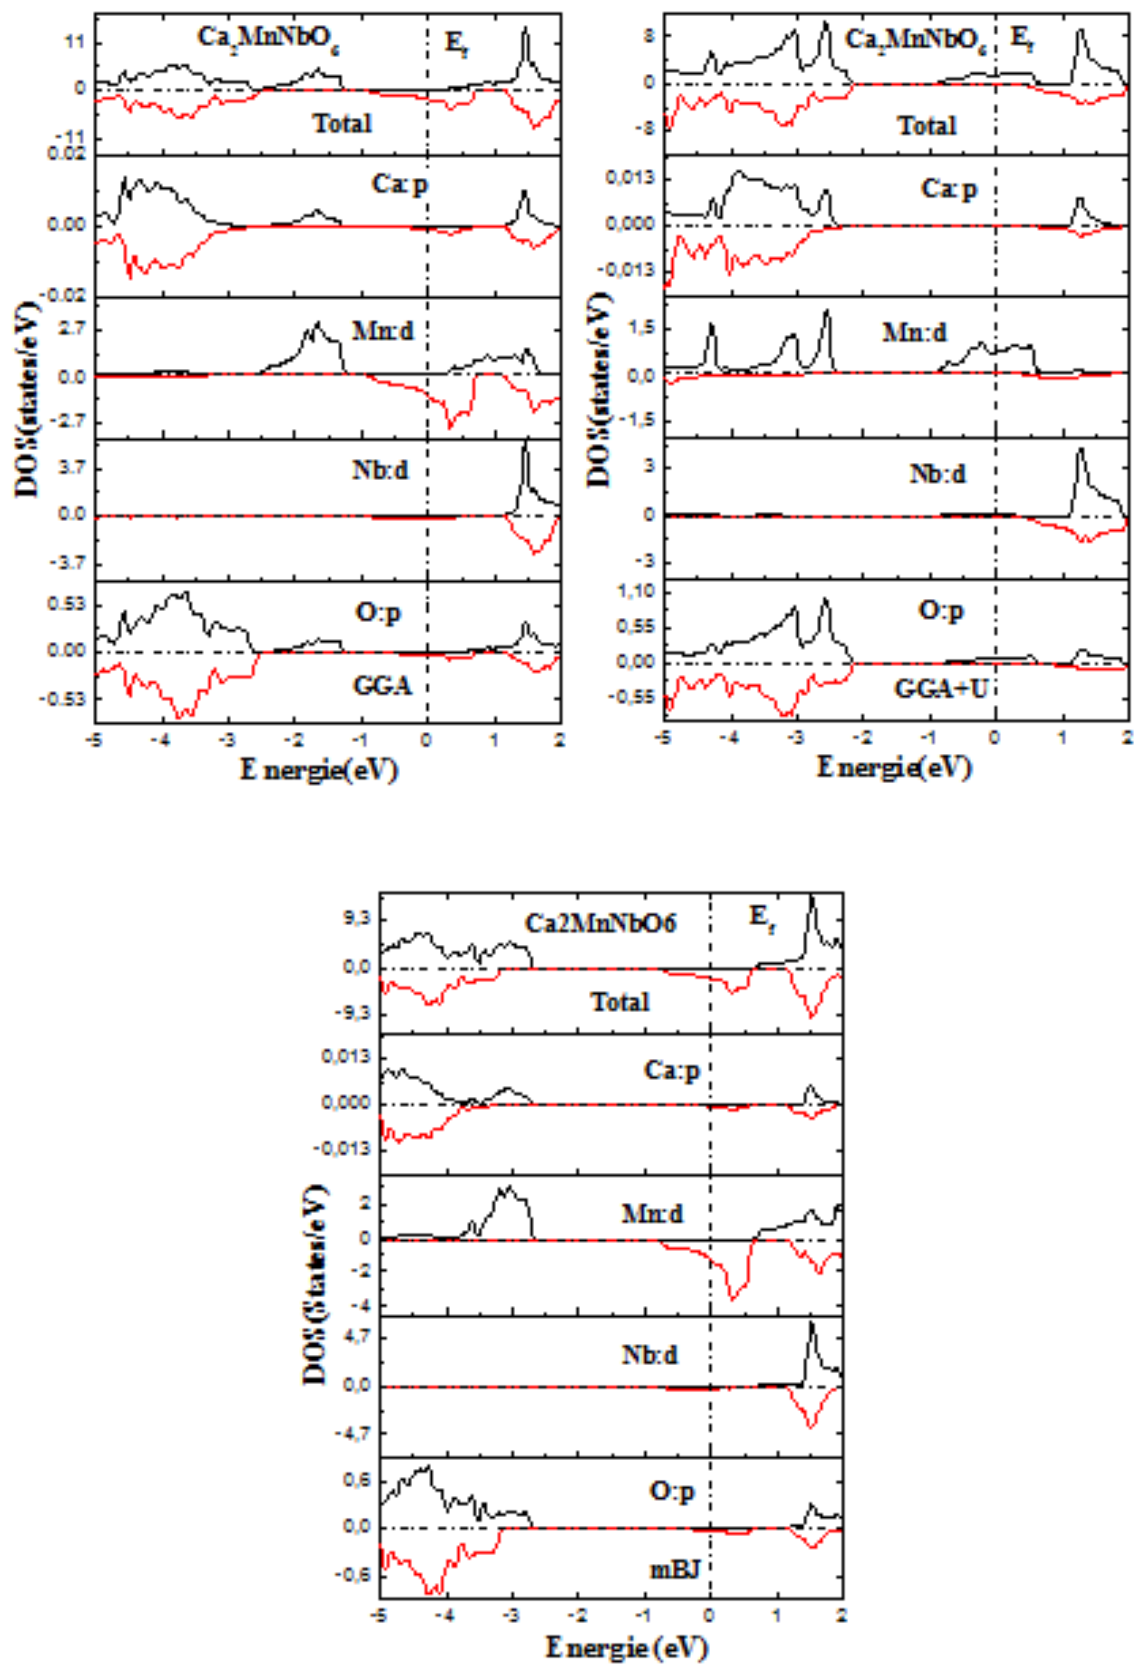 Ca₂MnNbO₆ E_f
11
0
-11
Total
0.02
Ca:p
0.00
-0.02
2.7
Mn:d
0.0
-2.7
3.7
Nb:d
0.0
-3.7
0.53
O:p
0.00
GGA
-0.53
-5 -4 -3 -2 -1 0 1 2
Energie(eV)
DOS(states/eV)
Ca₂MnNbO₆ E_f
8
0
-8
Total
0,013
Ca:p
0,000
-0,013
1,5
Mn:d
0,0
-1,5
3
Nb:d
0
-3
1,10
O:p
0,55
0,00
GGA+U
-0,55
-5 -4 -3 -2 -1 0 1 2
Energie(eV)
DOS(states/eV)
Ca2MnNbO6 E_f
9,3
0,0
Total
-9,3
0,013
Ca:p
0,000
-0,013
2
Mn:d
0
-2
-4
4,7
Nb:d
0,0
-4,7
0,6
O:p
0,0
mBJ
-0,6
-5 -4 -3 -2 -1 0 1 2
Energie (eV)
DOS(States/eV)